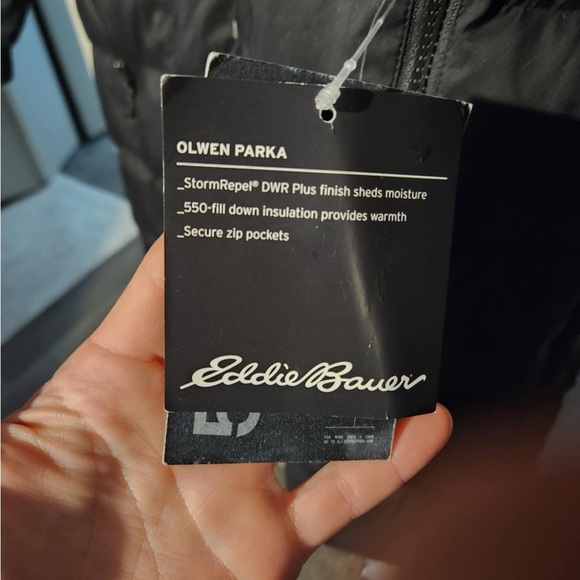 OLWEN PARKA
_StormRepel® DWR Plus finish sheds moisture
_550-fill down insulation provides warmth
_Secure zip pockets
Eddie Bauer